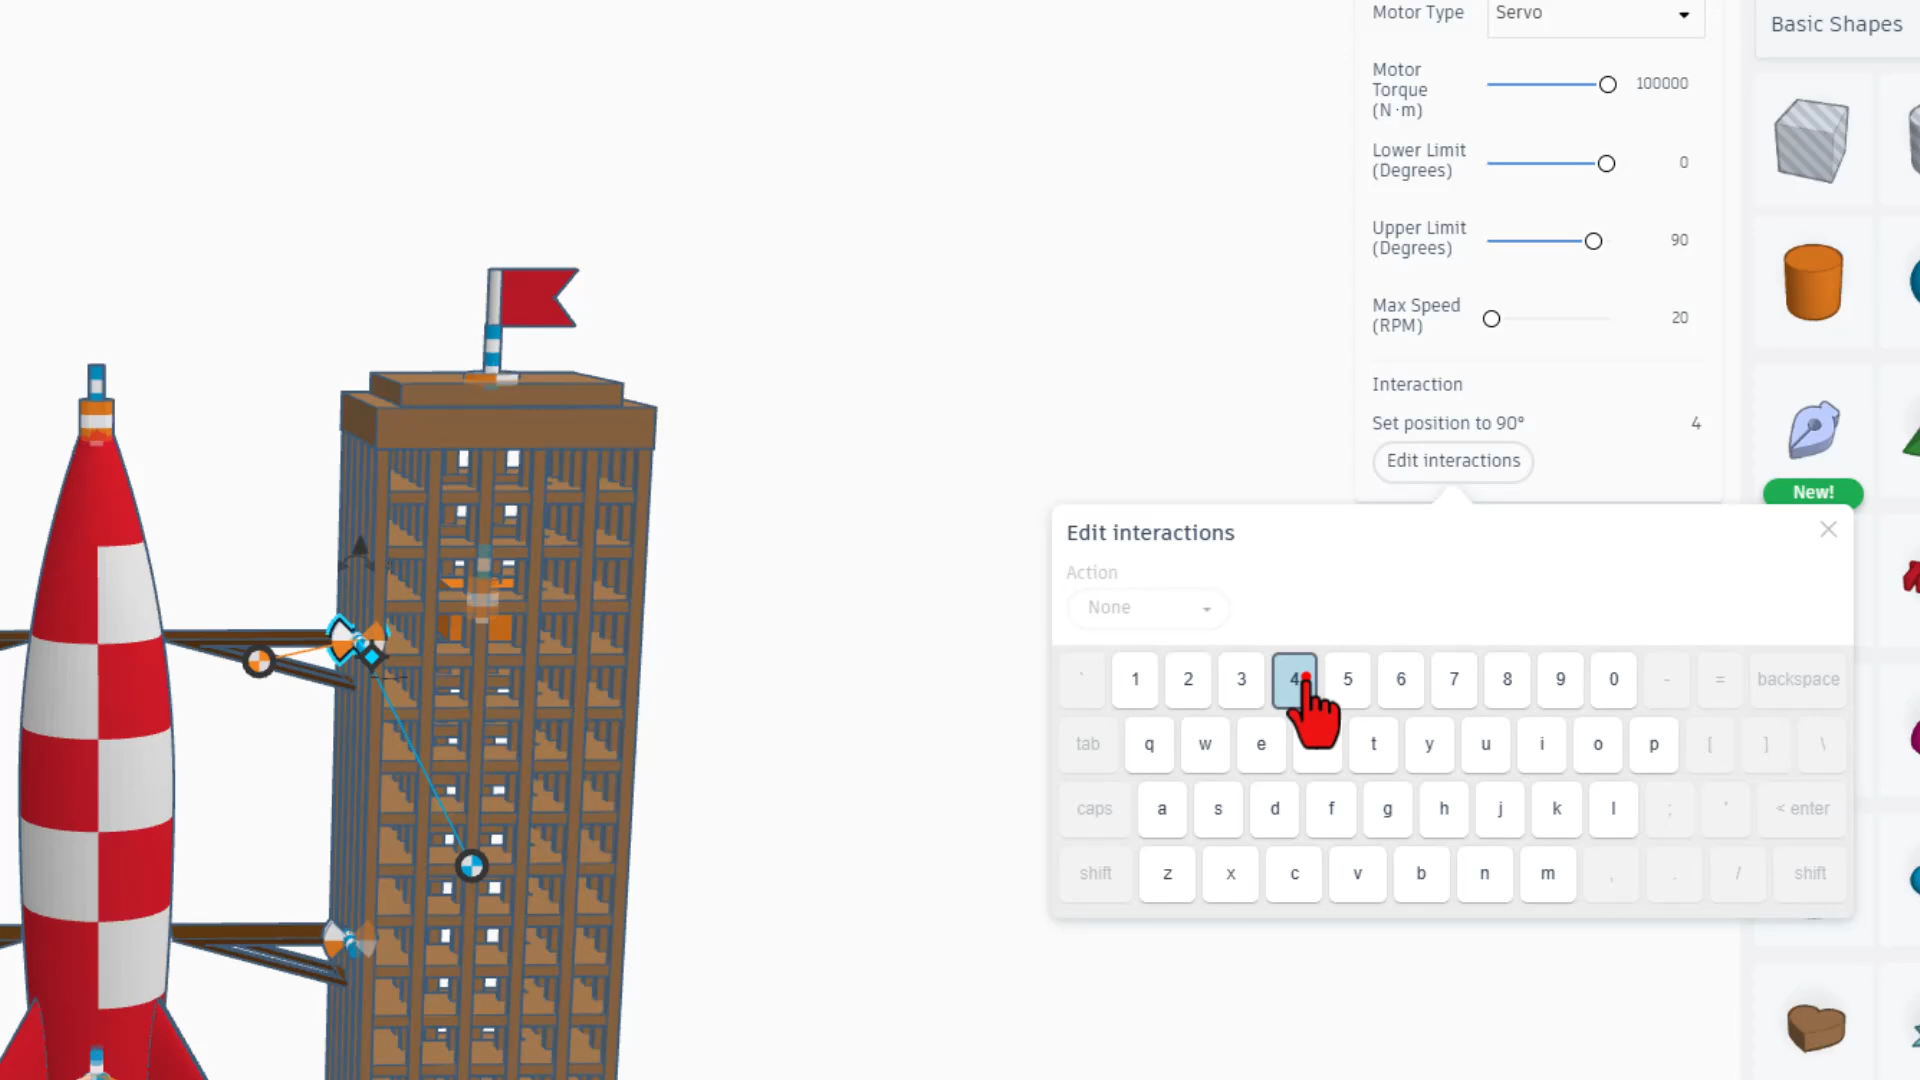 Motor Type
Servo
Basic Shapes
Motor
Torque
(N·m)
100000
Lower Limit
(Degrees)
0
Upper Limit
(Degrees)
90
Max Speed
(RPM)
20
Interaction
Set position to 90°
4
Edit interactions
New!
Edit interactions
Action
None
` 1 2 3 4 5 6 7 8 9 0 - = backspace
tab q w e t y u i o p [ ] \
caps a s d f g h j k l ; ' < enter
shift z x c v b n m , . / shift